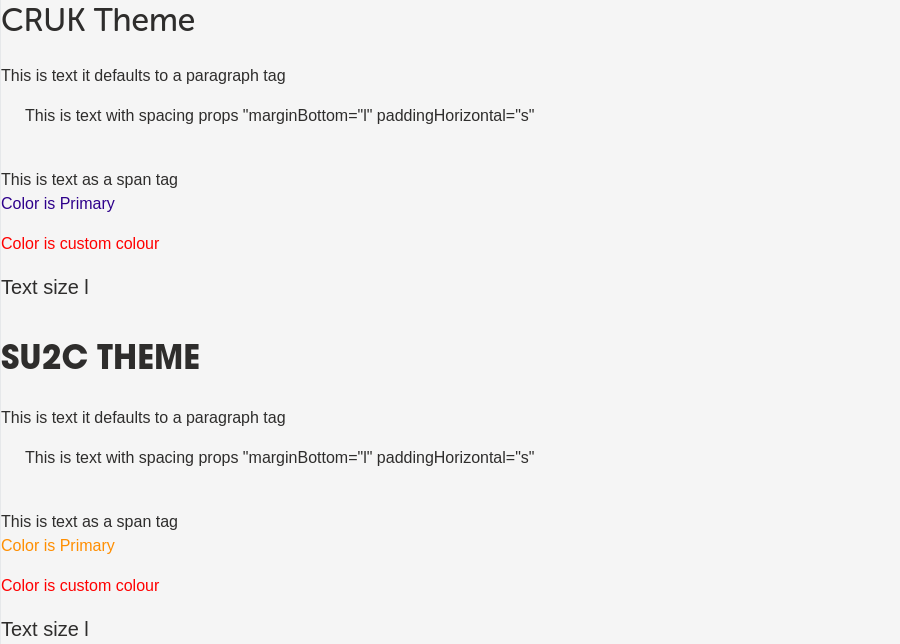 CRUK Theme
This is text it defaults to a paragraph tag
This is text with spacing props "marginBottom="l" paddingHorizontal="s"
This is text as a span tag
Color is Primary
Color is custom colour
Text size l
SU2C THEME
This is text it defaults to a paragraph tag
This is text with spacing props "marginBottom="l" paddingHorizontal="s"
This is text as a span tag
Color is Primary
Color is custom colour
Text size l